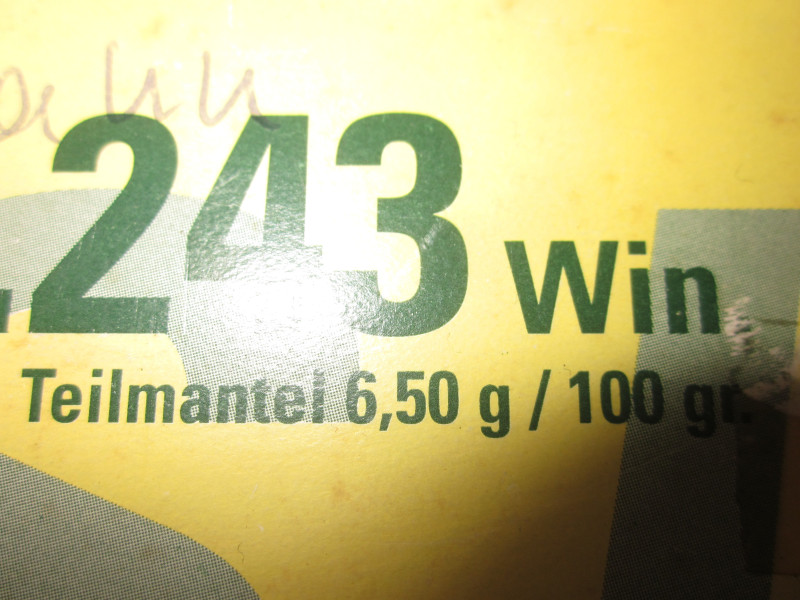 .243 Win
Teilmantel 6,50 g / 100 gr.